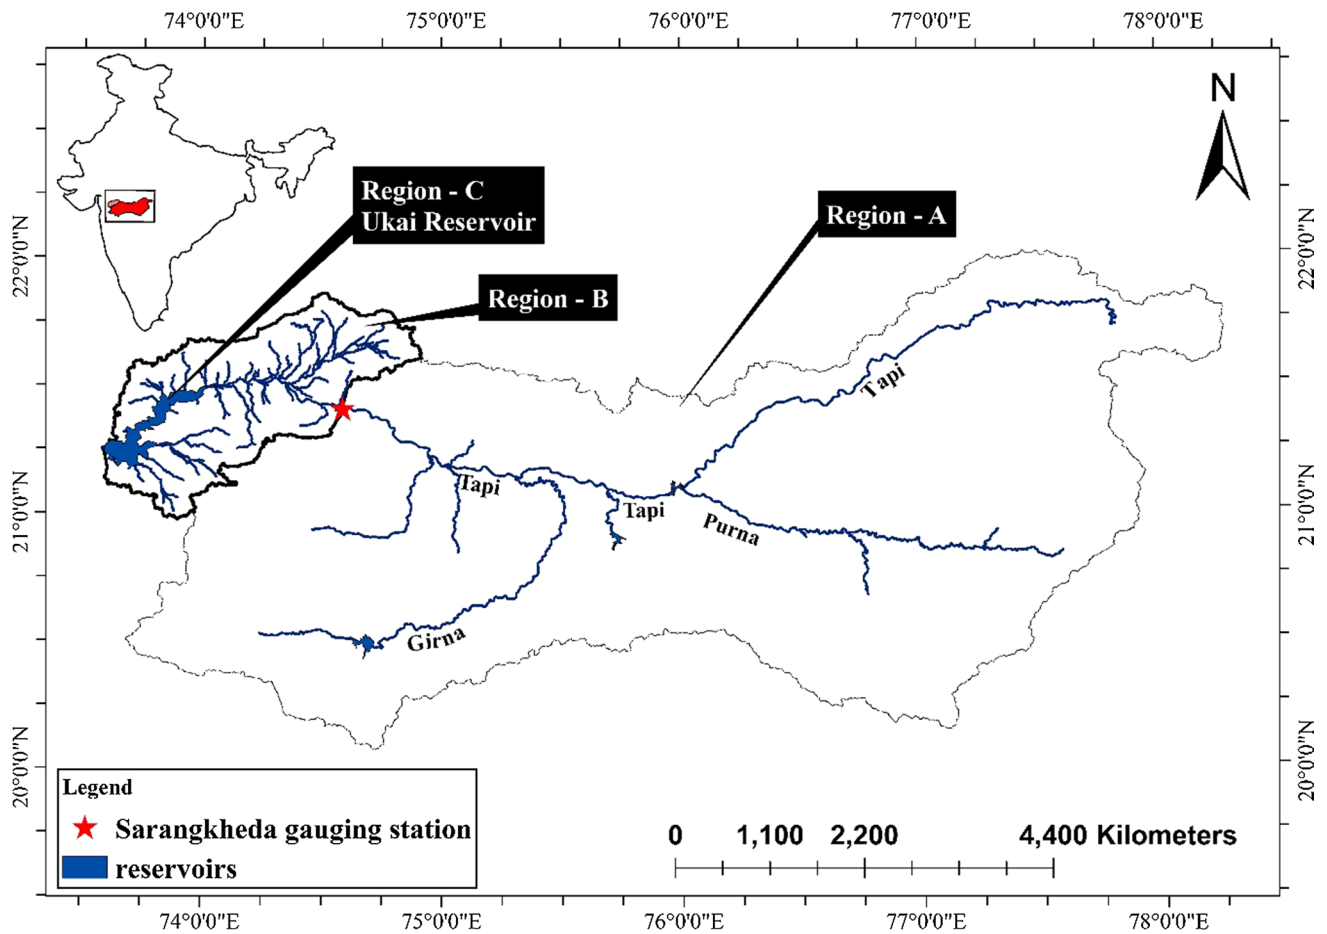 74°0'0"E
75°0'0"E
76°0'0"E
77°0'0"E
78°0'0"E
N
Region - C
Ukai Reservoir
Region - A
Region - B
22°0'0"N
22°0'0"N
Tapi
Tapi
Tapi
Purna
21°0'0"N
21°0'0"N
Girna
20°0'0"N
20°0'0"N
Legend
Sarangkheda gauging station
reservoirs
0 1,100 2,200 4,400 Kilometers
74°0'0"E
75°0'0"E
76°0'0"E
77°0'0"E
78°0'0"E